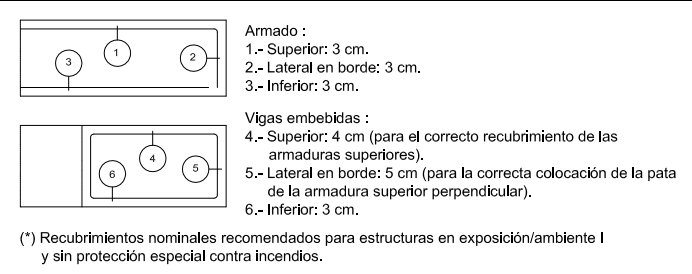 1
2
3
Armado :
1.- Superior: 3 cm.
2.- Lateral en borde: 3 cm.
3.- Inferior: 3 cm.
4
5
6
Vigas embebidas :
4.- Superior: 4 cm (para el correcto recubrimiento de las
armaduras superiores).
5.- Lateral en borde: 5 cm (para la correcta colocación de la pata
de la armadura superior perpendicular).
6.- Inferior: 3 cm.
(*) Recubrimientos nominales recomendados para estructuras en exposición/ambiente I
y sin protección especial contra incendios.